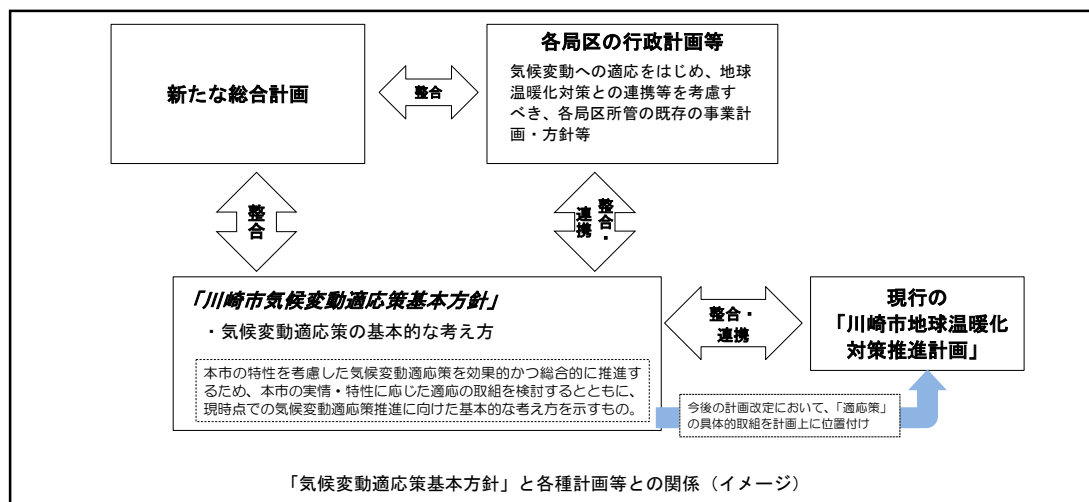 新たな総合計画
整合
各局区の行政計画等
気候変動への適応をはじめ、地球
温暖化対策との連携等を考慮す
べき、各局区所管の既存の事業計
画・方針等
整合
整合・
連携
「川崎市気候変動適応策基本方針」
・気候変動適応策の基本的な考え方
本市の特性を考慮した気候変動適応策を効果的かつ総合的に推進す
るため、本市の実情・特性に応じた適応の取組を検討するとともに、
現時点での気候変動適応策推進に向けた基本的な考え方を示すもの。
整合・
連携
現行の
「川崎市地球温暖化
対策推進計画」
今後の計画改定において、「適応策」
の具体的取組を計画上に位置付け
「気候変動適応策基本方針」と各種計画等との関係（イメージ）